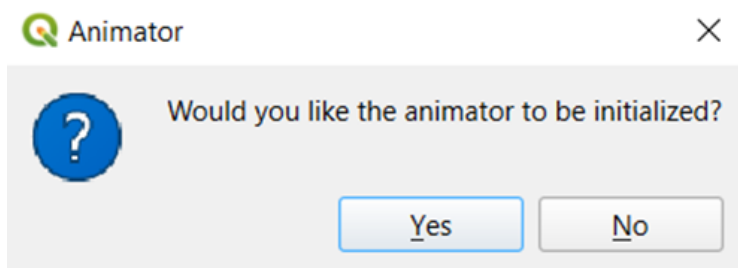 Animator
Would you like the animator to be initialized?
Yes
No